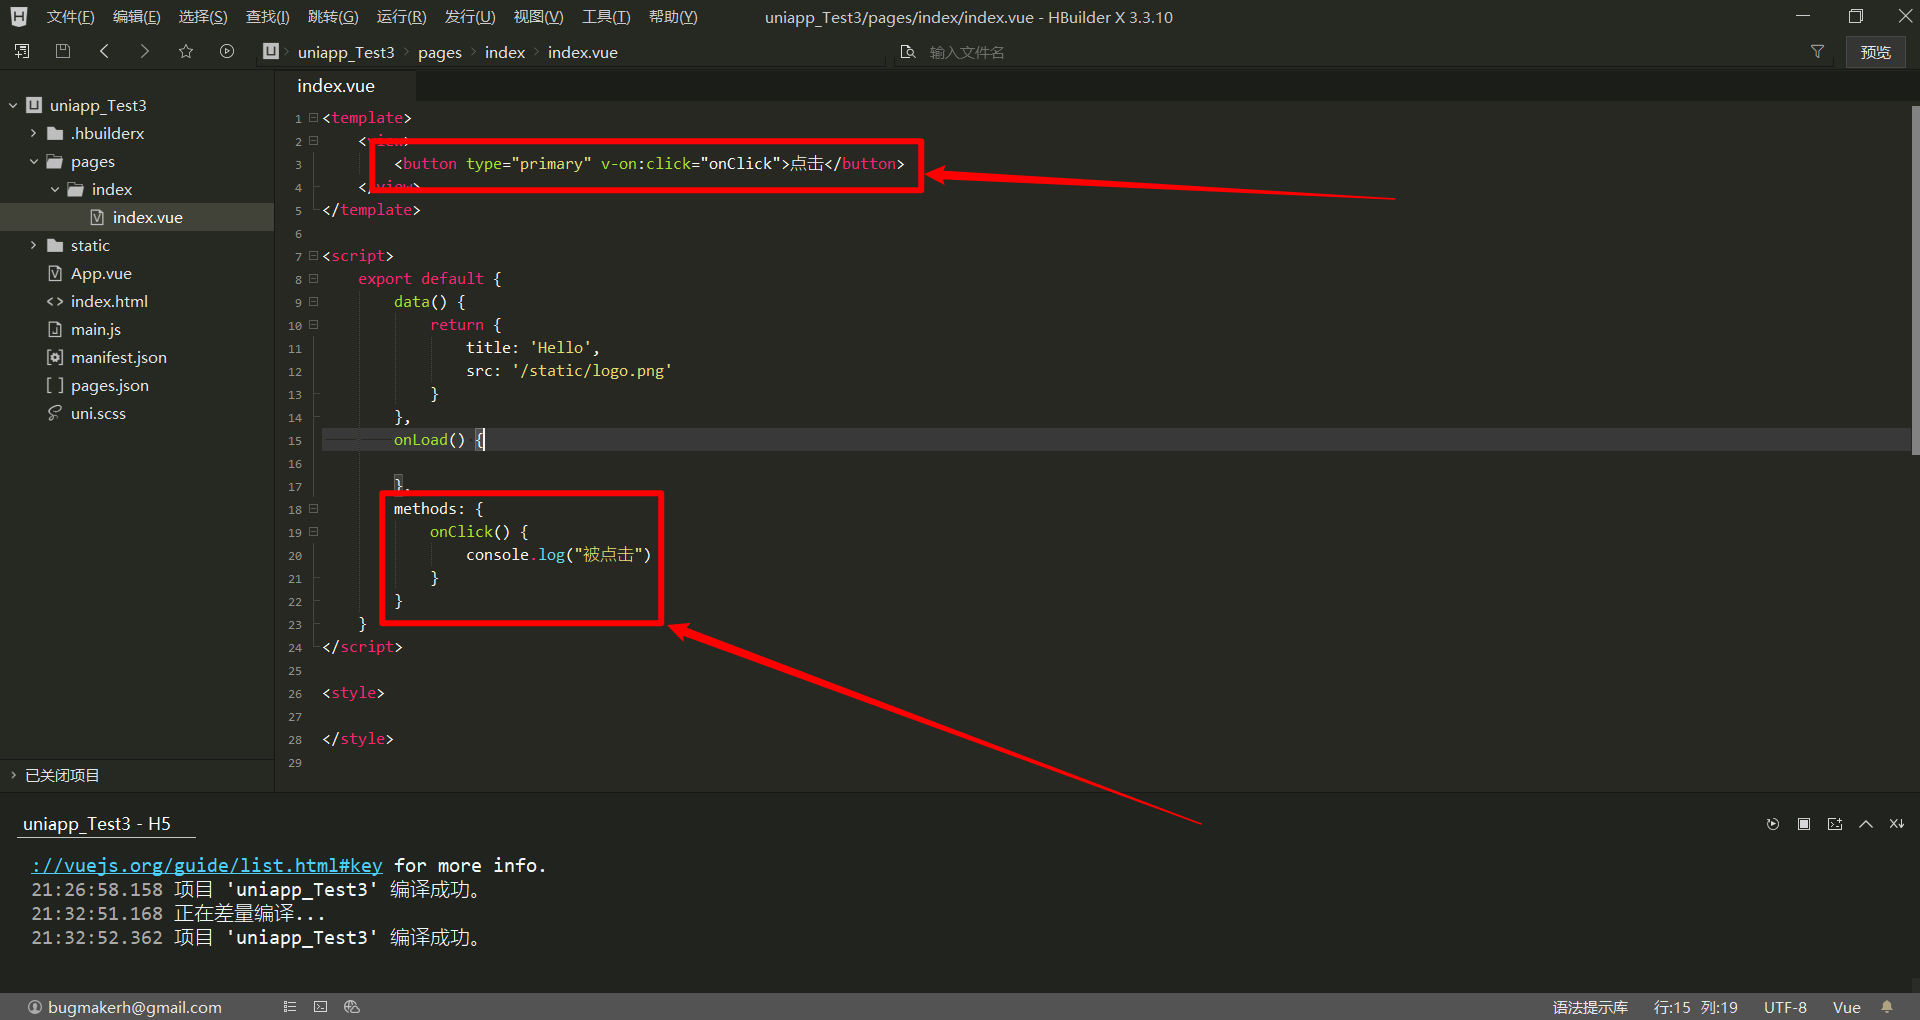 文件(F) 编辑(E) 选择(S) 查找(I) 跳转(G) 运行(R) 发行(U) 视图(V) 工具(T) 帮助(Y) uniapp_Test3/pages/index/index.vue - HBuilder X 3.3.10
uniapp_Test3 pages index index.vue 输入文件名 预览
uniapp_Test3
.hbuilderx
pages
index
index.vue
static
App.vue
index.html
main.js
manifest.json
pages.json
uni.scss
已关闭项目
index.vue
1 <template>
2 <view>
3 <button type="primary" v-on:click="onClick">点击</button>
4 </view>
5 </template>
6
7 <script>
8 export default {
9 data() {
10 return {
11 title: 'Hello',
12 src: '/static/logo.png'
13 }
14 },
15 onLoad() {
16
17 },
18 methods: {
19 onClick() {
20 console.log("被点击")
21 }
22 }
23 }
24 </script>
25
26 <style>
27
28 </style>
29
uniapp_Test3 - H5
://vuejs.org/guide/list.html#key for more info.
21:26:58.158 项目 'uniapp_Test3' 编译成功。
21:32:51.168 正在差量编译...
21:32:52.362 项目 'uniapp_Test3' 编译成功。
bugmakerh@gmail.com 语法提示库 行:15 列:19 UTF-8 Vue